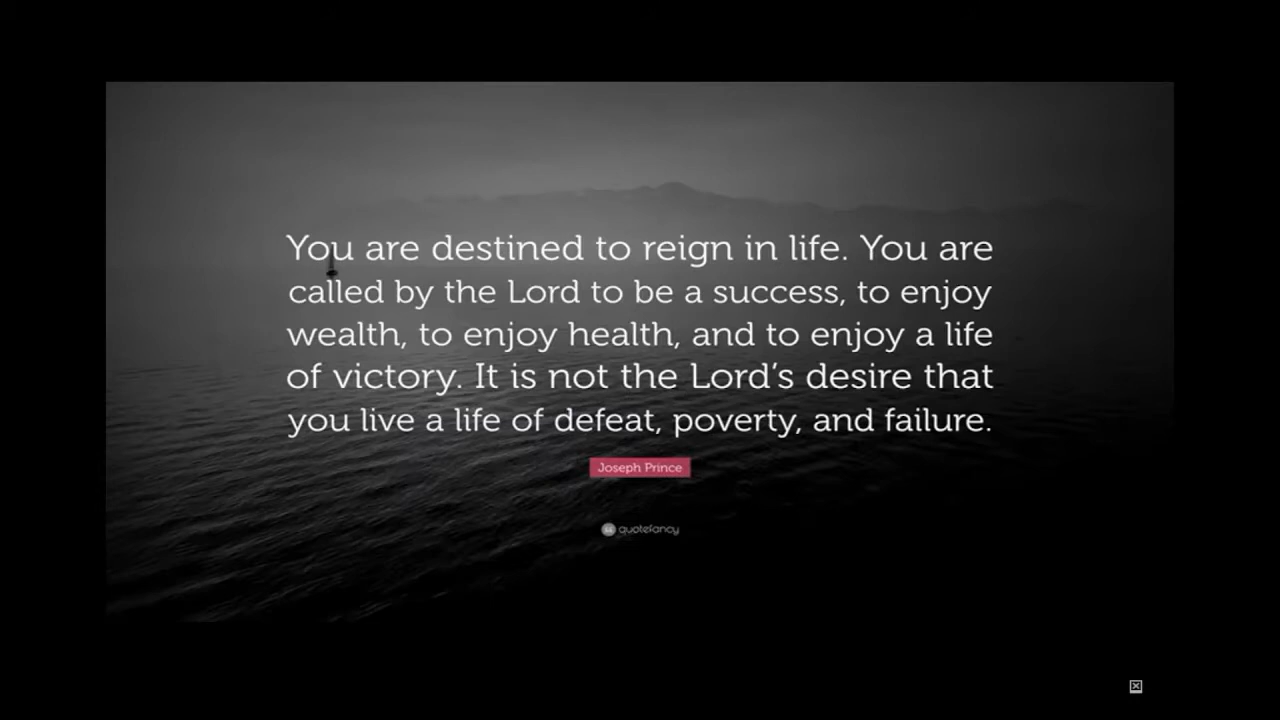 You are destined to reign in life. You are
called by the Lord to be a success, to enjoy
wealth, to enjoy health, and to enjoy a life
of victory. It is not the Lord’s desire that
you live a life of defeat, poverty, and failure.
Joseph Prince
quotefancy